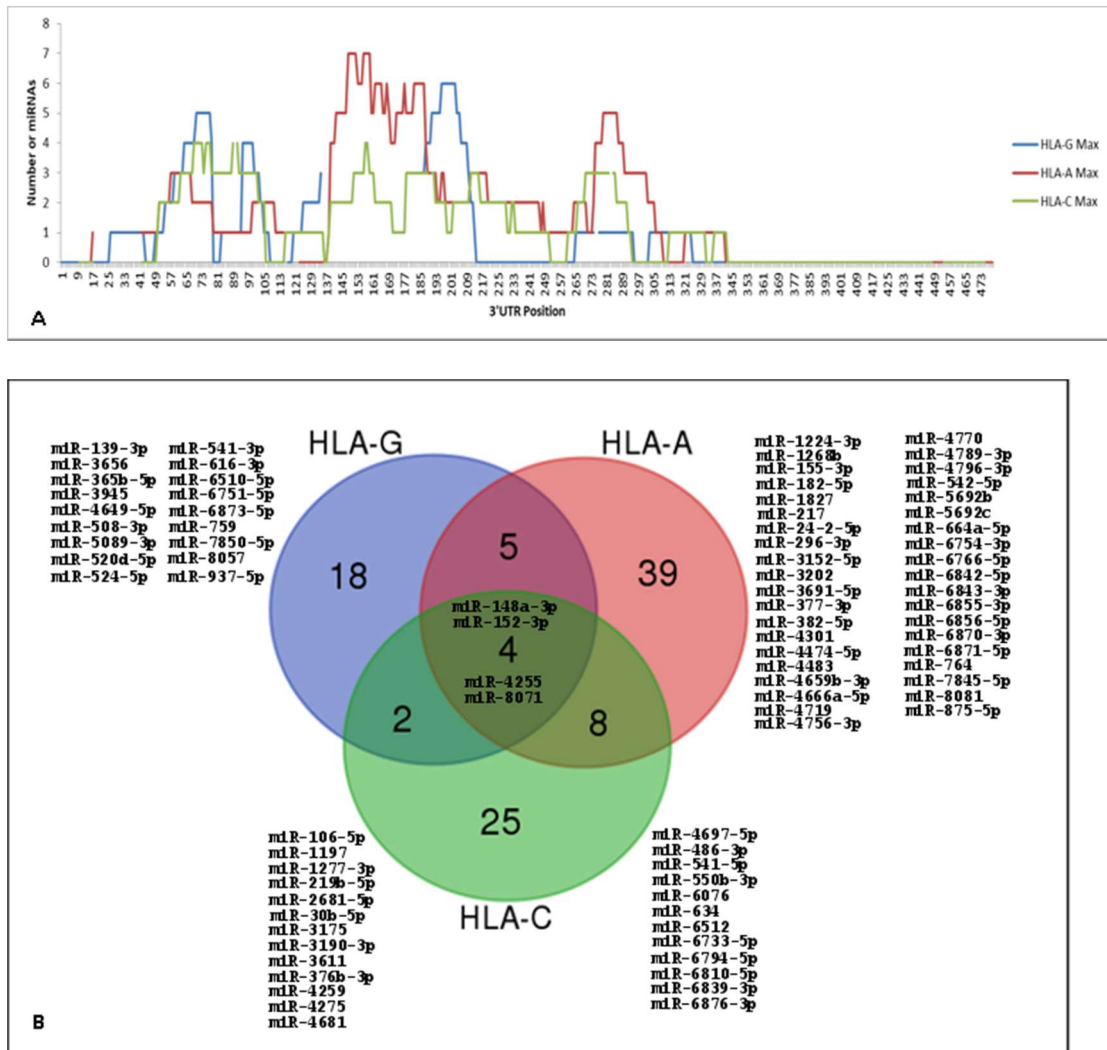 8
7
6
5
4
3
2
1
0
Number or miRNAs
1 9 17 25 33 41 49 57 65 73 81 89 97 105 113 121 129 137 145 153 161 169 177 185 193 201 209 217 225 233 241 249 257 265 273 281 289 297 305 313 321 329 337 345 353 361 369 377 385 393 401 409 417 425 433 441 449 457 465 473
3'UTR Position
HLA-G Max
HLA-A Max
HLA-C Max
A
HLA-G
HLA-A
miR-139-3p miR-541-3p
miR-3656 miR-616-3p
miR-365b-5p miR-6510-5p
miR-3945 miR-6751-5p
miR-4649-5p miR-6873-5p
miR-508-3p miR-759
miR-5089-3p miR-7850-5p
miR-520d-5p miR-8057
miR-524-5p miR-937-5p
18
5
39
miR-148a-3p
miR-152-3p
4
miR-4255
miR-8071
2
8
25
HLA-C
miR-1224-3p
miR-1268b
miR-155-3p
miR-182-5p
miR-1827
miR-217
miR-24-2-5p
miR-296-3p
miR-3152-5p
miR-3202
miR-3691-5p
miR-377-3p
miR-382-5p
miR-4301
miR-4474-5p
miR-4483
miR-4659b-3p
miR-4666a-5p
miR-4719
miR-4756-3p
miR-4770
miR-4789-3p
miR-4796-3p
miR-542-5p
miR-5692b
miR-5692c
miR-664a-5p
miR-6754-3p
miR-6766-5p
miR-6842-5p
miR-6843-3p
miR-6855-3p
miR-6856-5p
miR-6870-3p
miR-6871-5p
miR-764
miR-7845-5p
miR-8081
miR-875-5p
miR-106-5p
miR-1197
miR-1277-3p
miR-219b-5p
miR-2681-5p
miR-30b-5p
miR-3175
miR-3190-3p
miR-3611
miR-376b-3p
miR-4259
miR-4275
miR-4681
miR-4697-5p
miR-486-3p
miR-541-5p
miR-550b-3p
miR-6076
miR-634
miR-6512
miR-6733-5p
miR-6794-5p
miR-6810-5p
miR-6839-3p
miR-6876-3p
B